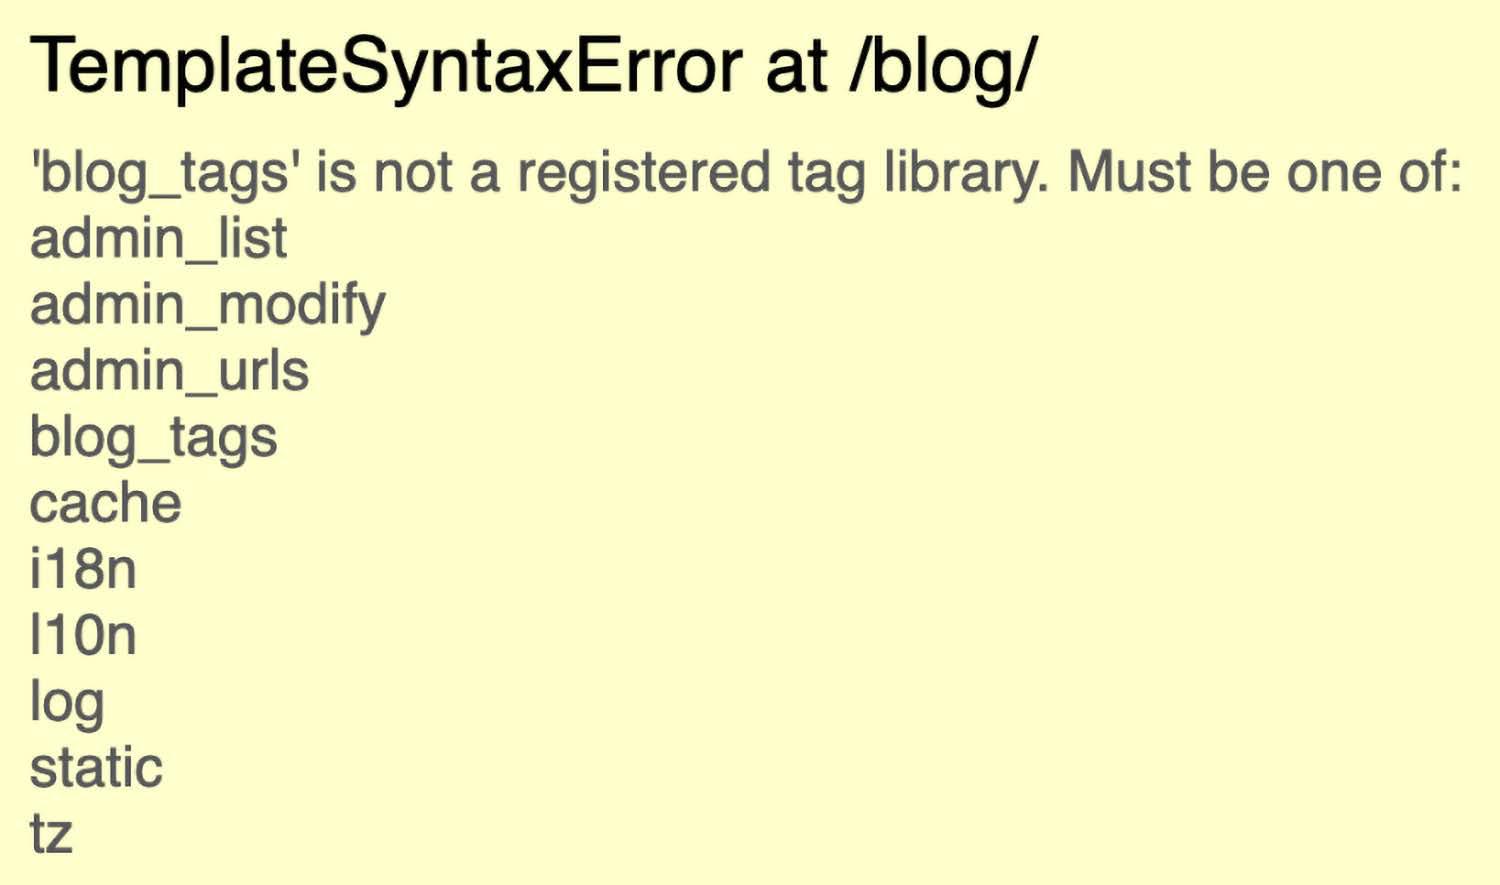 TemplateSyntaxError at /blog/
'blog_tags' is not a registered tag library. Must be one of:
admin_list
admin_modify
admin_urls
blog_tags
cache
i18n
l10n
log
static
tz